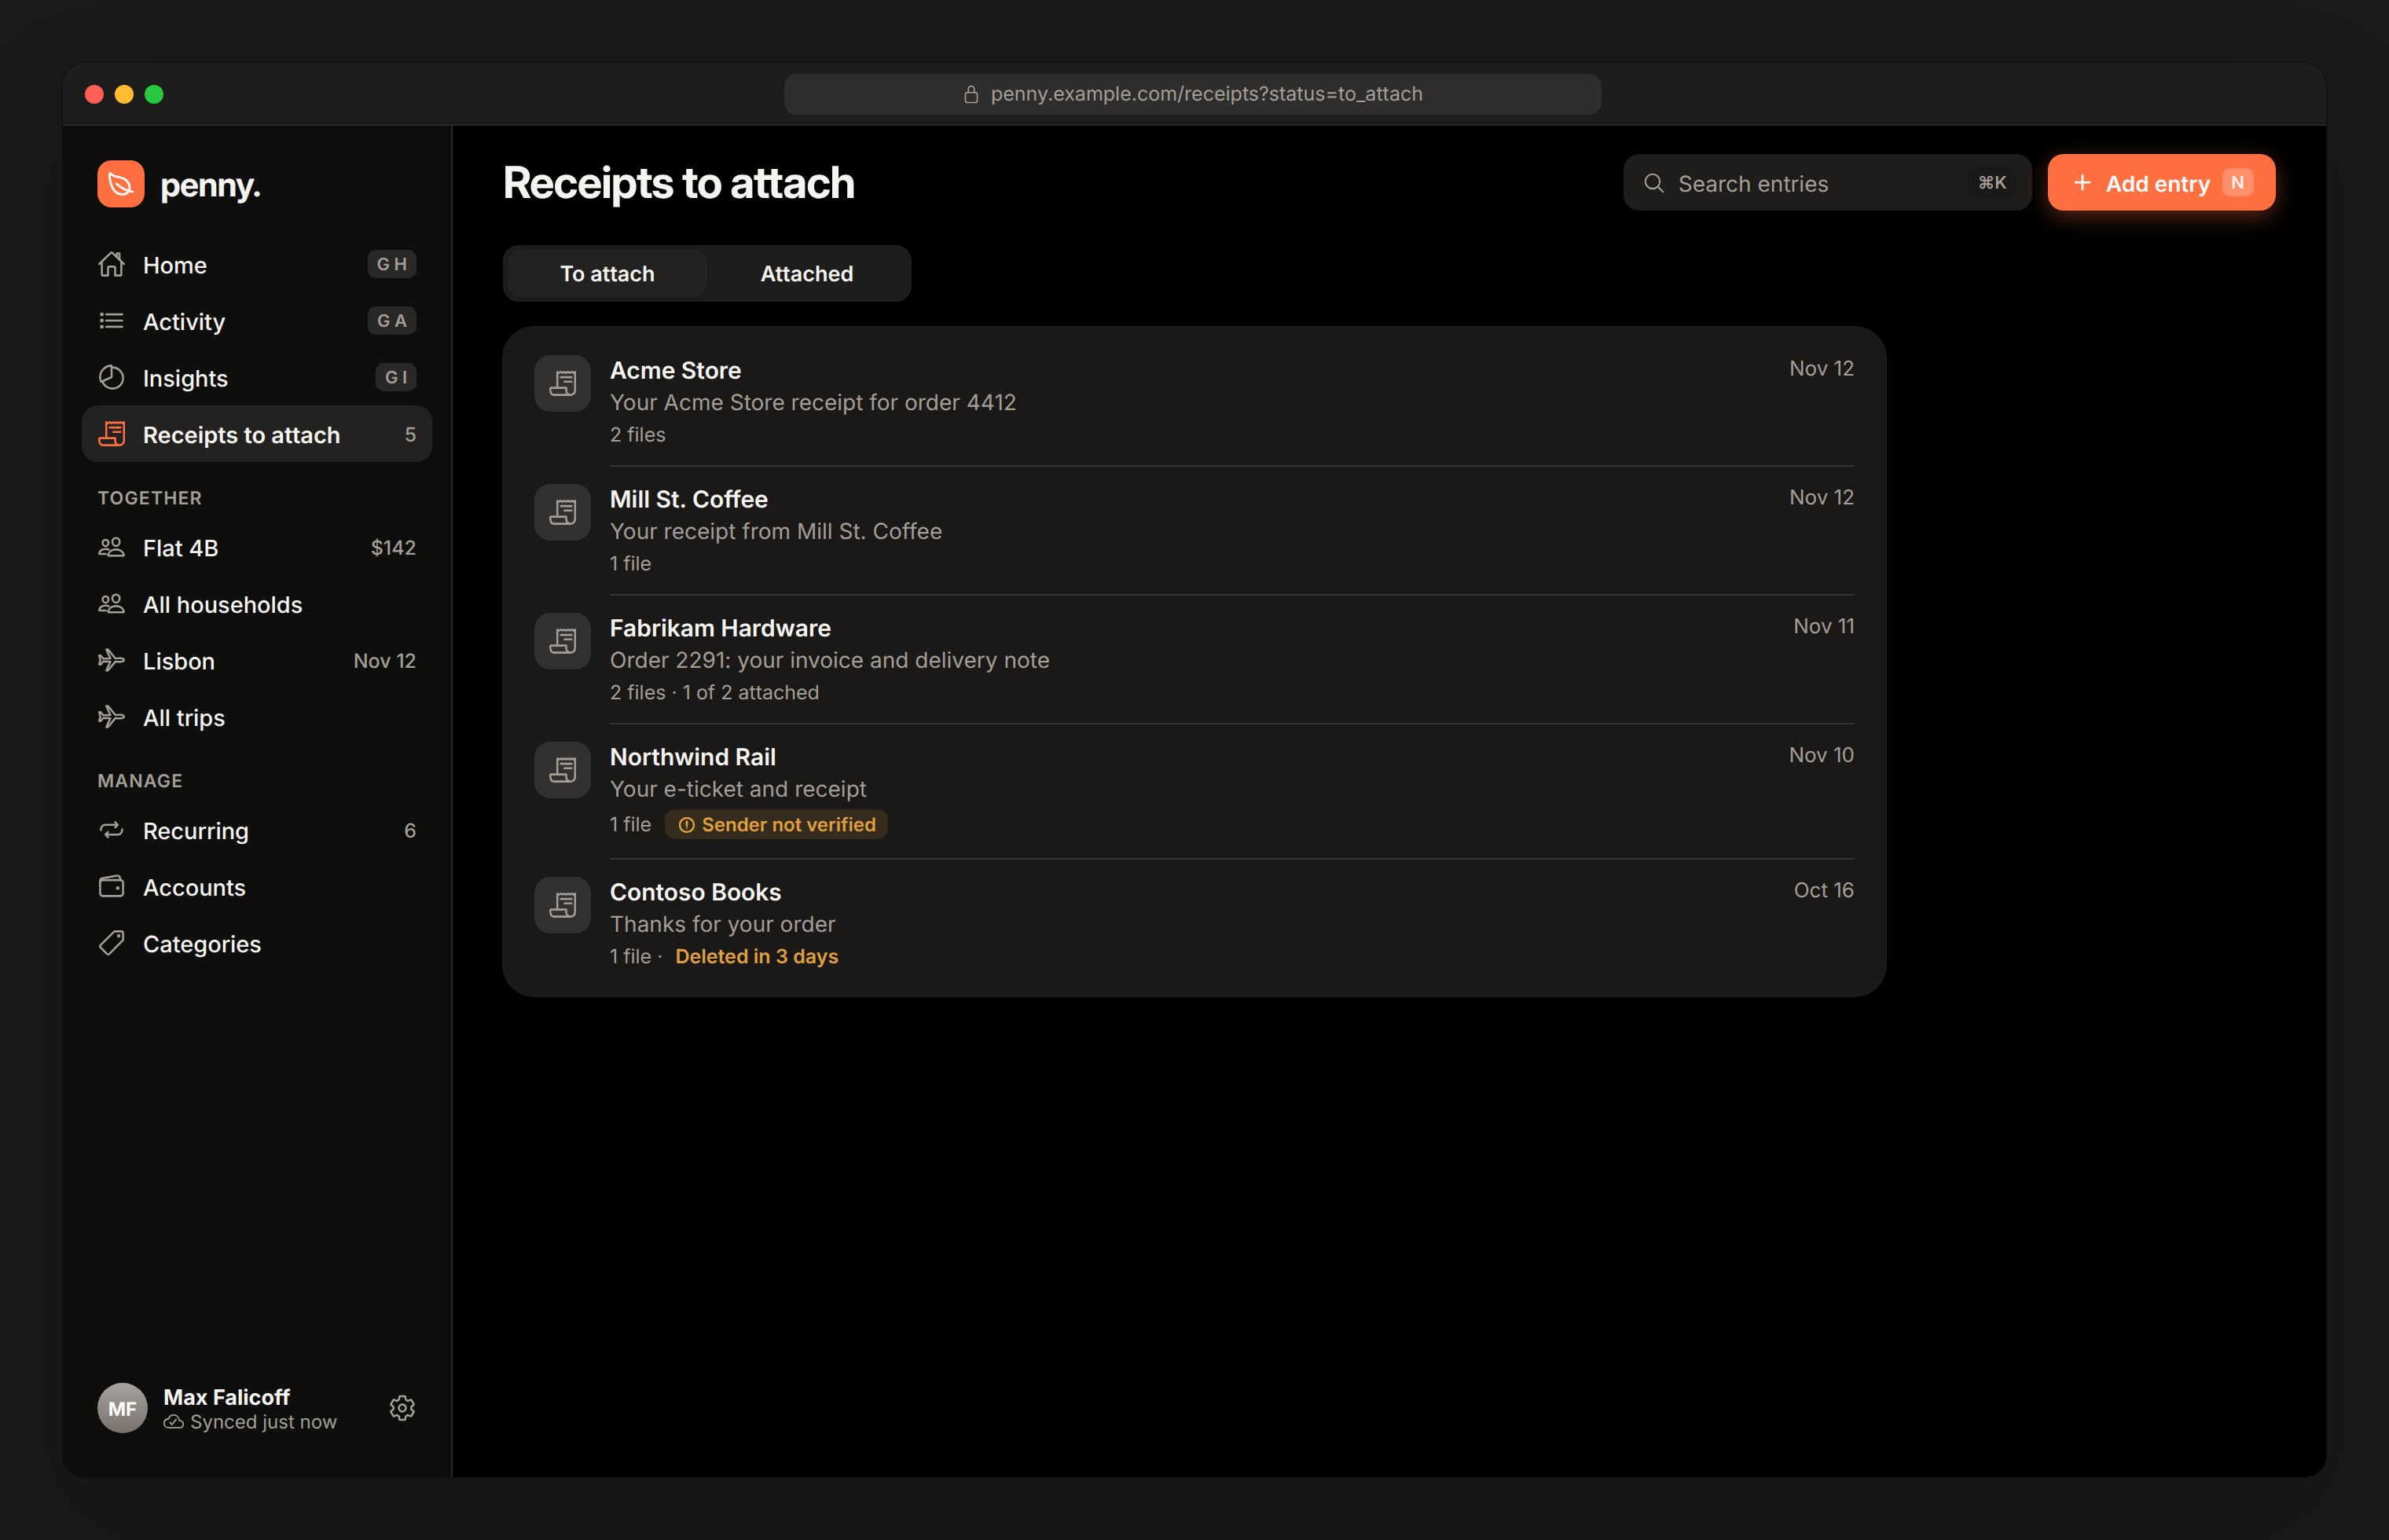 penny.example.com/receipts?status=to_attach
penny.
Home G H
Activity G A
Insights G I
Receipts to attach 5
TOGETHER
Flat 4B $142
All households
Lisbon Nov 12
All trips
MANAGE
Recurring 6
Accounts
Categories
MF
Max Falicoff
Synced just now
Receipts to attach
Search entries ⌘K
+ Add entry N
To attach Attached
Acme Store Nov 12
Your Acme Store receipt for order 4412
2 files
Mill St. Coffee Nov 12
Your receipt from Mill St. Coffee
1 file
Fabrikam Hardware Nov 11
Order 2291: your invoice and delivery note
2 files · 1 of 2 attached
Northwind Rail Nov 10
Your e-ticket and receipt
1 file Sender not verified
Contoso Books Oct 16
Thanks for your order
1 file · Deleted in 3 days